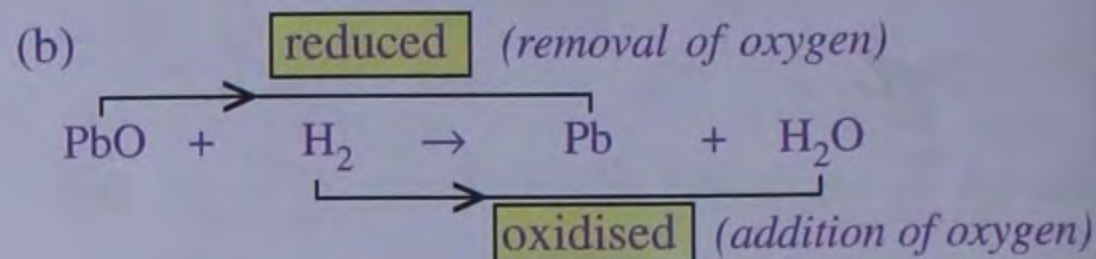 (b) reduced (removal of oxygen)
PbO + H₂ → Pb + H₂O
oxidised (addition of oxygen)